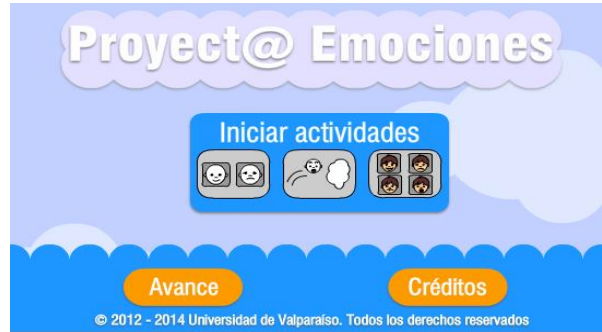 Proyect@ Emociones
Iniciar actividades
Avance
Créditos
© 2012 - 2014 Universidad de Valparaíso. Todos los derechos reservados